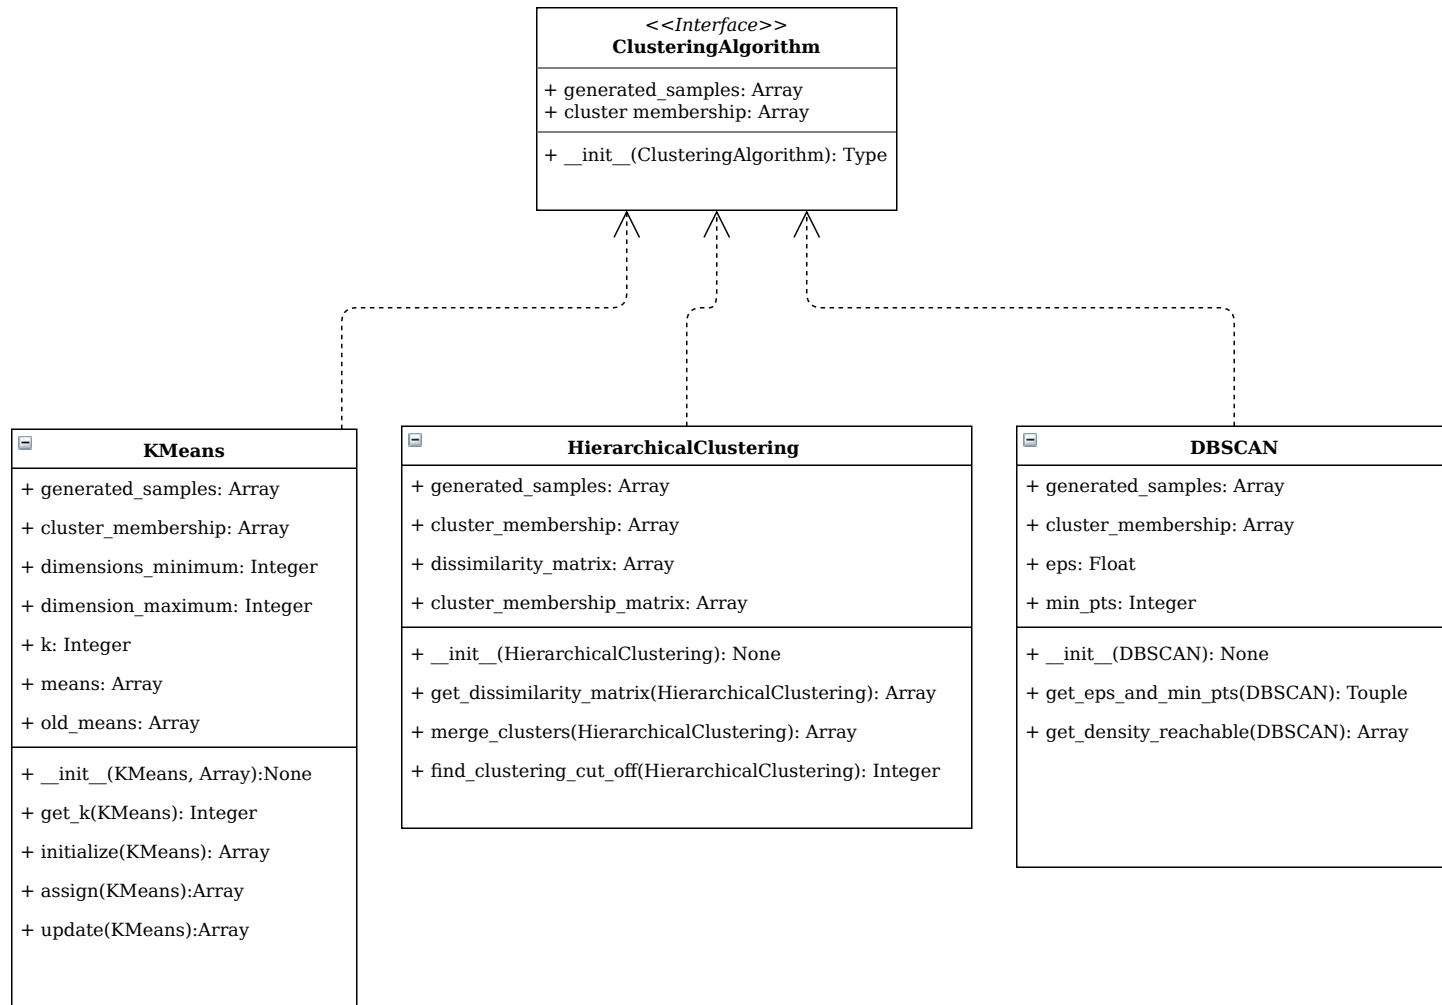 <<Interface>>
ClusteringAlgorithm
+ generated_samples: Array
+ cluster membership: Array
+ __init__(ClusteringAlgorithm): Type
KMeans
+ generated_samples: Array
+ cluster_membership: Array
+ dimensions_minimum: Integer
+ dimension_maximum: Integer
+ k: Integer
+ means: Array
+ old_means: Array
+ __init__(KMeans, Array):None
+ get_k(KMeans): Integer
+ initialize(KMeans): Array
+ assign(KMeans):Array
+ update(KMeans):Array
HierarchicalClustering
+ generated_samples: Array
+ cluster_membership: Array
+ dissimilarity_matrix: Array
+ cluster_membership_matrix: Array
+ __init__(HierarchicalClustering): None
+ get_dissimilarity_matrix(HierarchicalClustering): Array
+ merge_clusters(HierarchicalClustering): Array
+ find_clustering_cut_off(HierarchicalClustering): Integer
DBSCAN
+ generated_samples: Array
+ cluster_membership: Array
+ eps: Float
+ min_pts: Integer
+ __init__(DBSCAN): None
+ get_eps_and_min_pts(DBSCAN): Touple
+ get_density_reachable(DBSCAN): Array